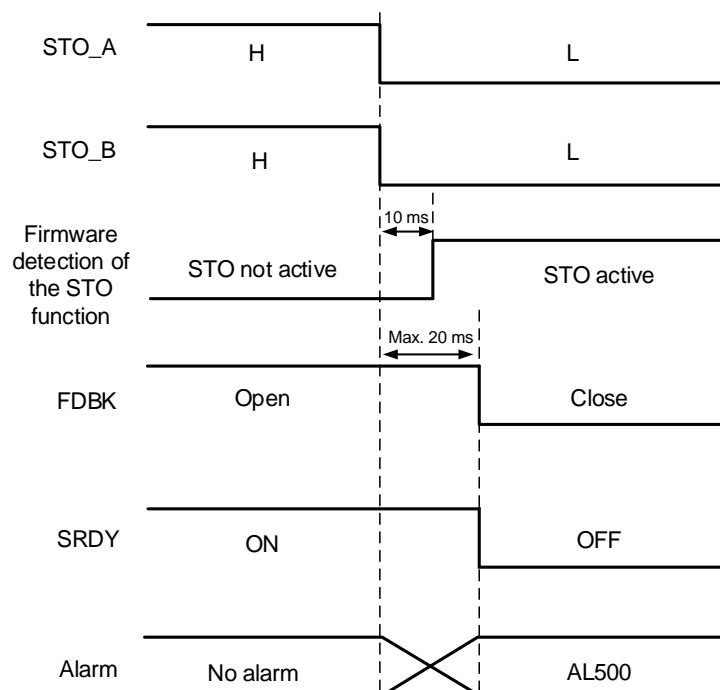 STO_A
H
L
STO_B
H
L
10 ms
Firmware
detection of
the STO
function
STO not active
STO active
Max. 20 ms
FDBK
Open
Close
SRDY
ON
OFF
Alarm
No alarm
AL500